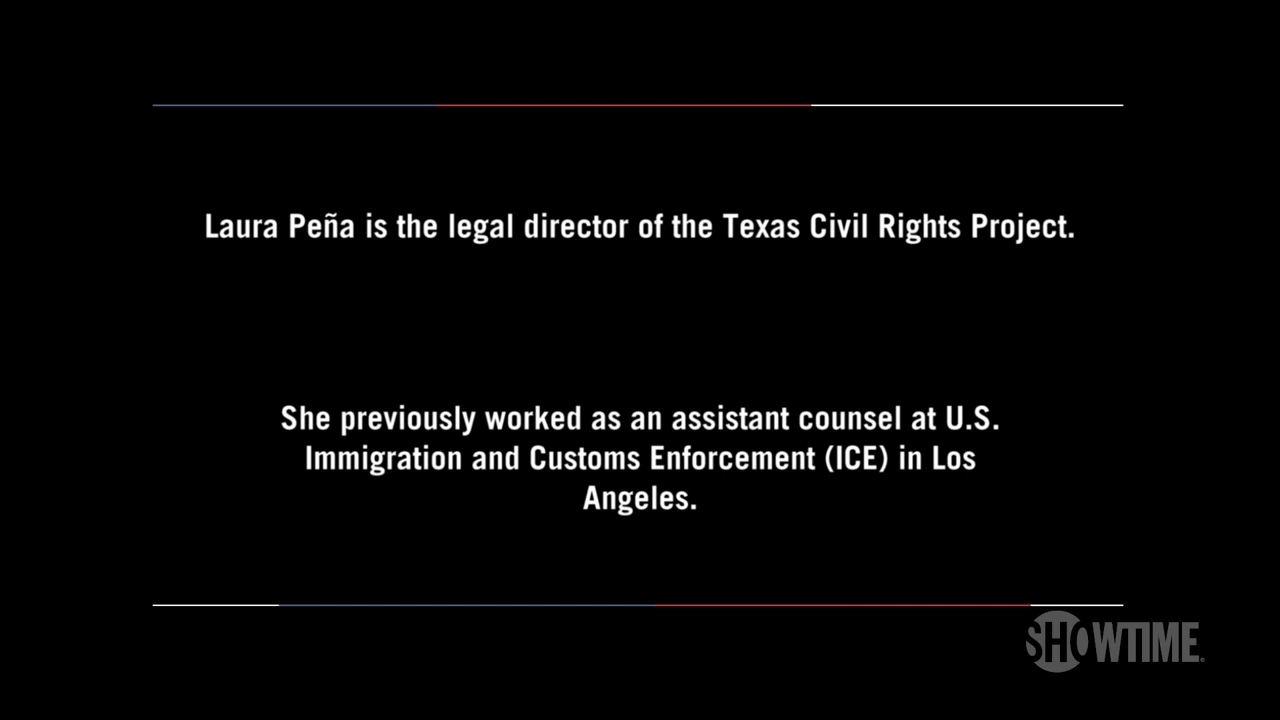 Laura Peña is the legal director of the Texas Civil Rights Project.
She previously worked as an assistant counsel at U.S.
Immigration and Customs Enforcement (ICE) in Los
Angeles.
SHOWTIME®